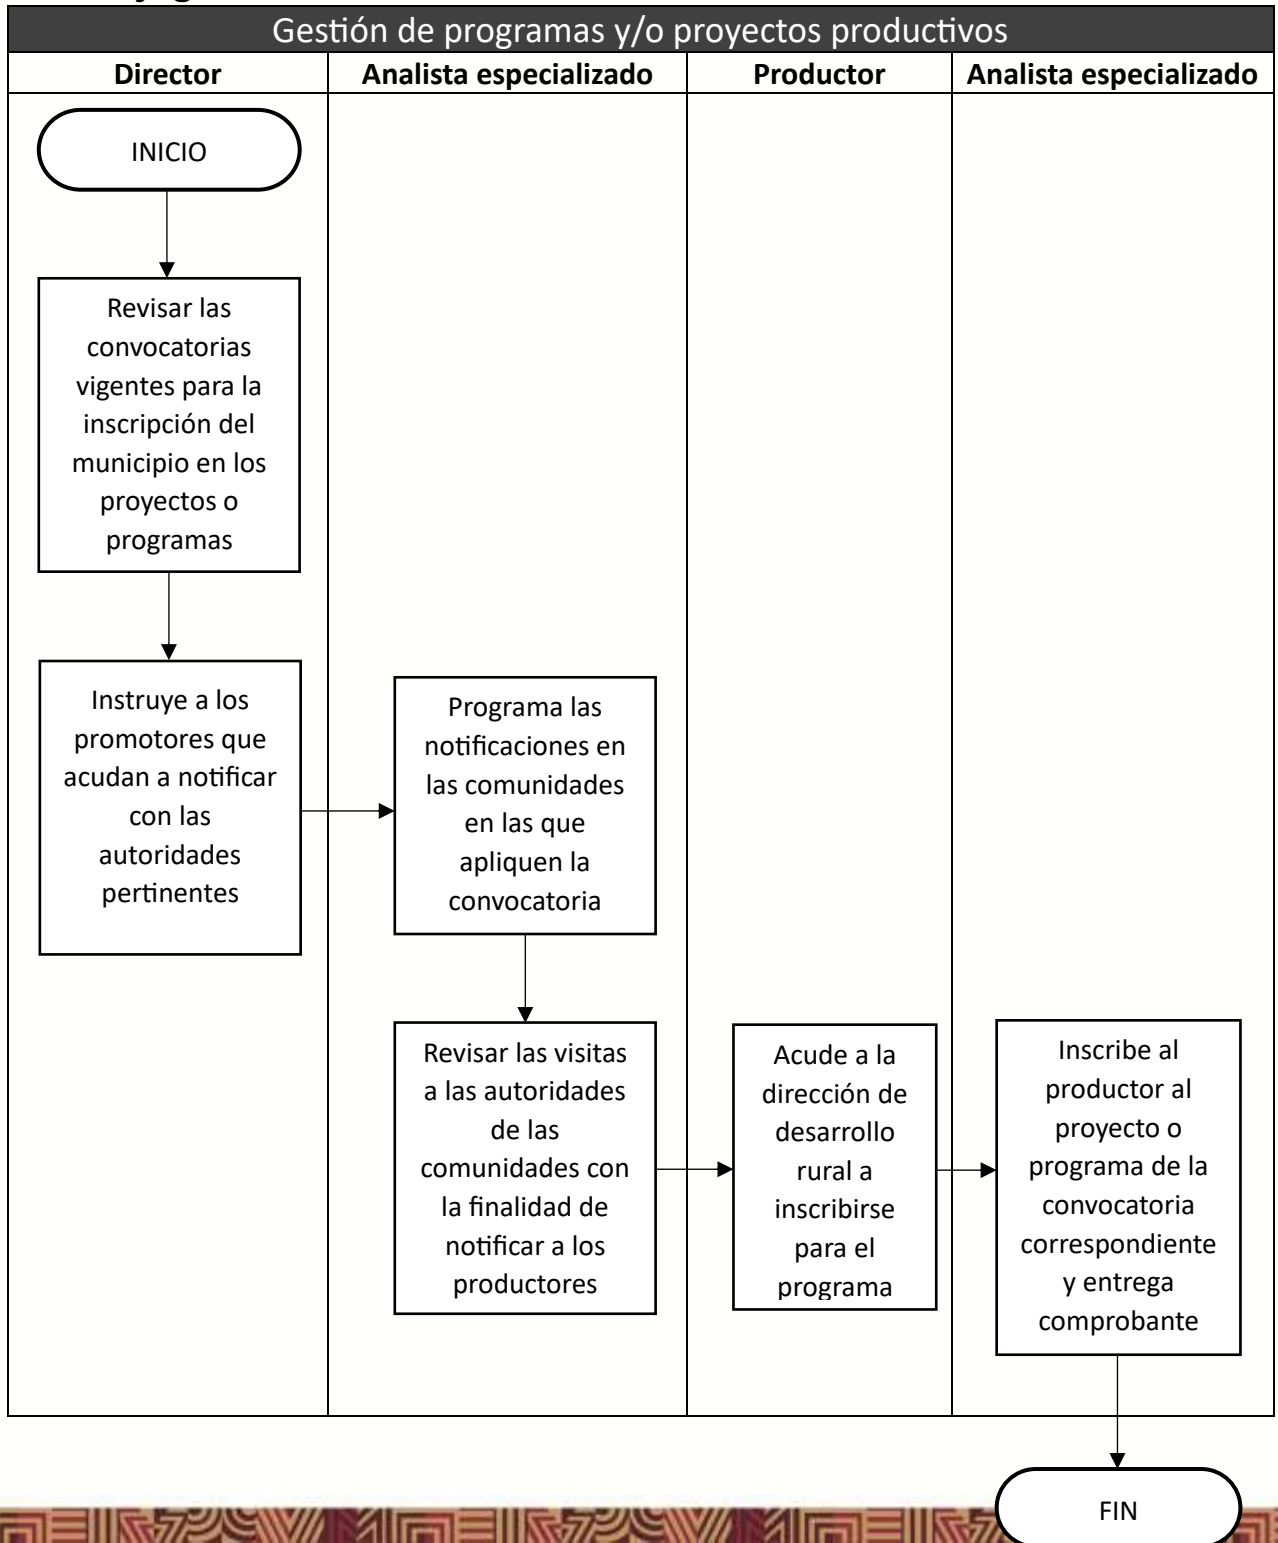 Gestión de programas y/o proyectos productivos
Director
Analista especializado
Productor
Analista especializado
INICIO
Revisar las
convocatorias
vigentes para la
inscripción del
municipio en los
proyectos o
programas
Instruye a los
promotores que
acudan a notificar
con las
autoridades
pertinentes
Programa las
notificaciones en
las comunidades
en las que
apliquen la
convocatoria
Revisar las visitas
a las autoridades
de las
comunidades con
la finalidad de
notificar a los
productores
Acude a la
dirección de
desarrollo
rural a
inscribirse
para el
programa
Inscribe al
productor al
proyecto o
programa de la
convocatoria
correspondiente
y entrega
comprobante
FIN